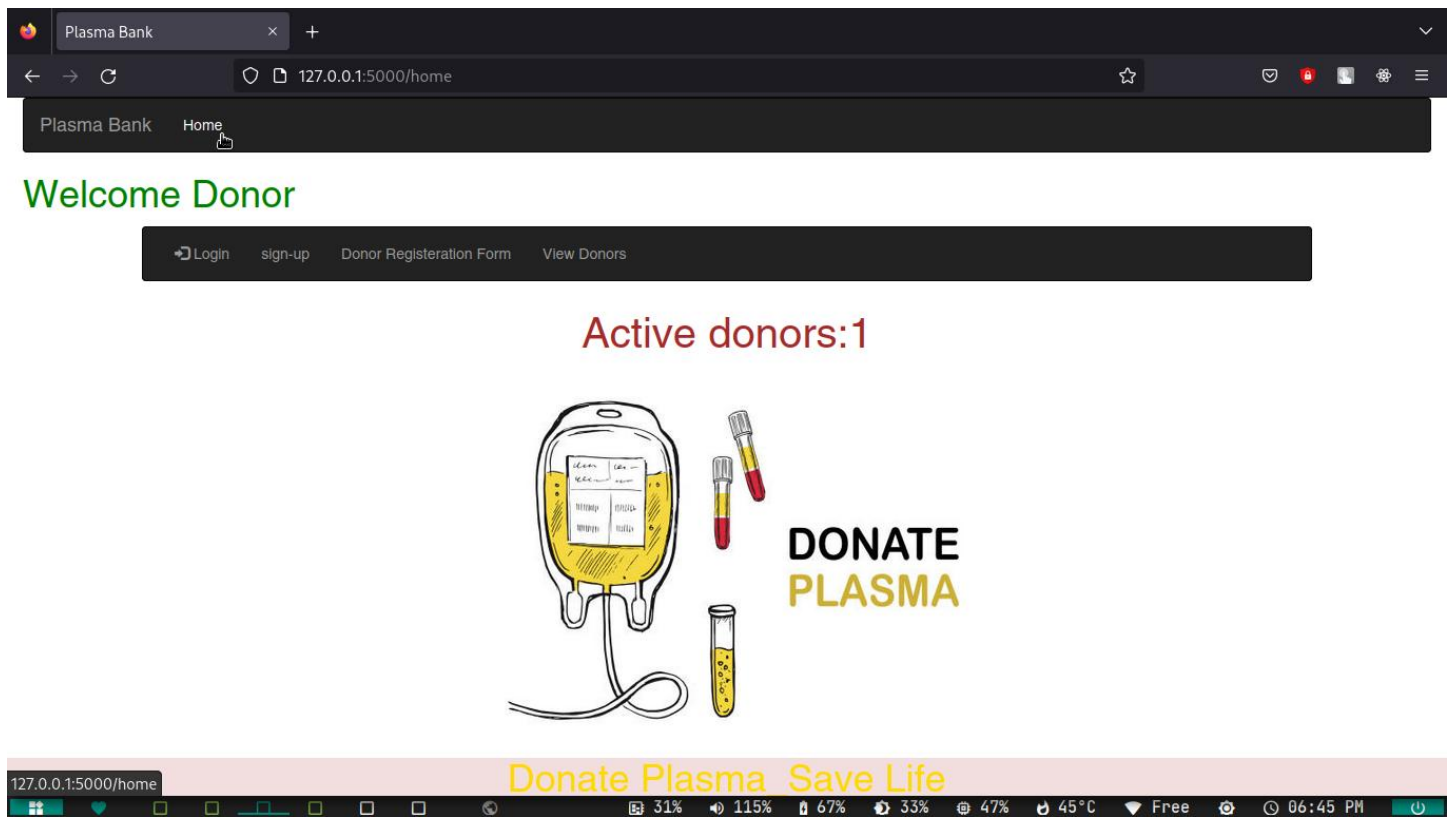 Plasma Bank
127.0.0.1:5000/home
Plasma Bank Home
Welcome Donor
Login sign-up Donor Registeration Form View Donors
Active donors:1
DONATE
PLASMA
Donate Plasma_Save Life
127.0.0.1:5000/home
31% 115% 67% 33% 47% 45°C Free 06:45 PM